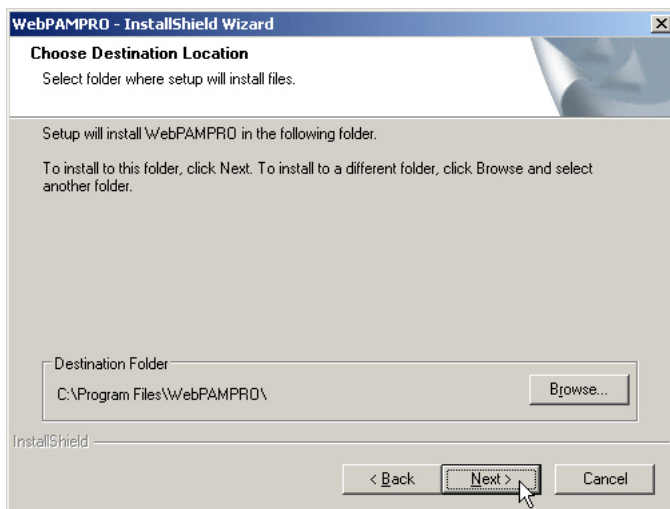 WebPAMPRO - InstallShield Wizard
Choose Destination Location
Select folder where setup will install files.
Setup will install WebPAMPRO in the following folder.
To install to this folder, click Next. To install to a different folder, click Browse and select
another folder.
Destination Folder
C:\Program Files\WebPAMPRO\
Browse...
InstallShield
< Back
Next >
Cancel